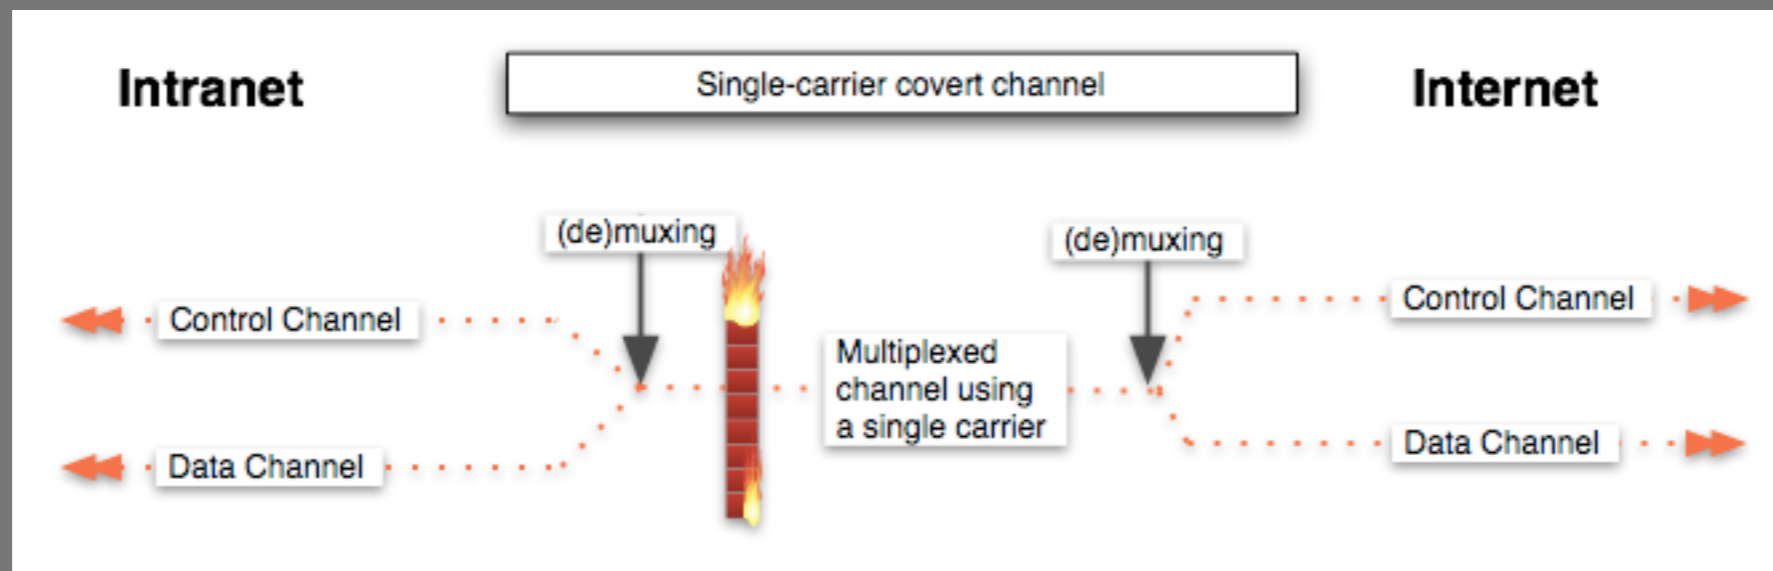 Intranet
Single-carrier covert channel
Internet
(de)muxing
(de)muxing
Control Channel
Control Channel
Multiplexed
channel using
a single carrier
Data Channel
Data Channel